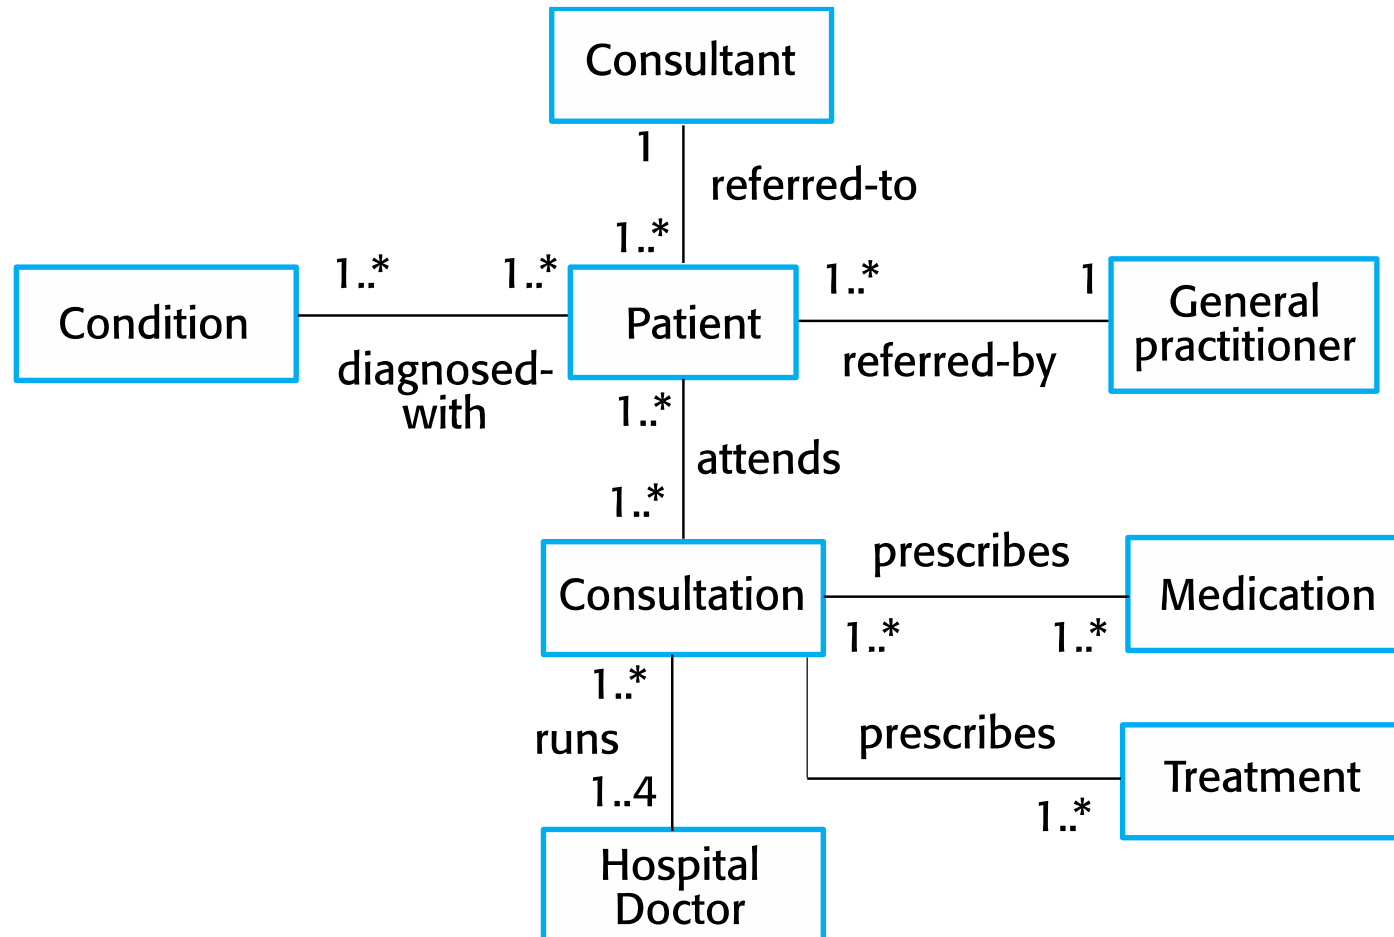 Consultant
1
referred-to
1..*
1..*
1..*
1..*
1
Condition
Patient
General
practitioner
diagnosed-
with
referred-by
1..*
attends
1..*
prescribes
Consultation
Medication
1..*
1..*
1..*
runs
prescribes
1..4
Treatment
1..*
Hospital
Doctor